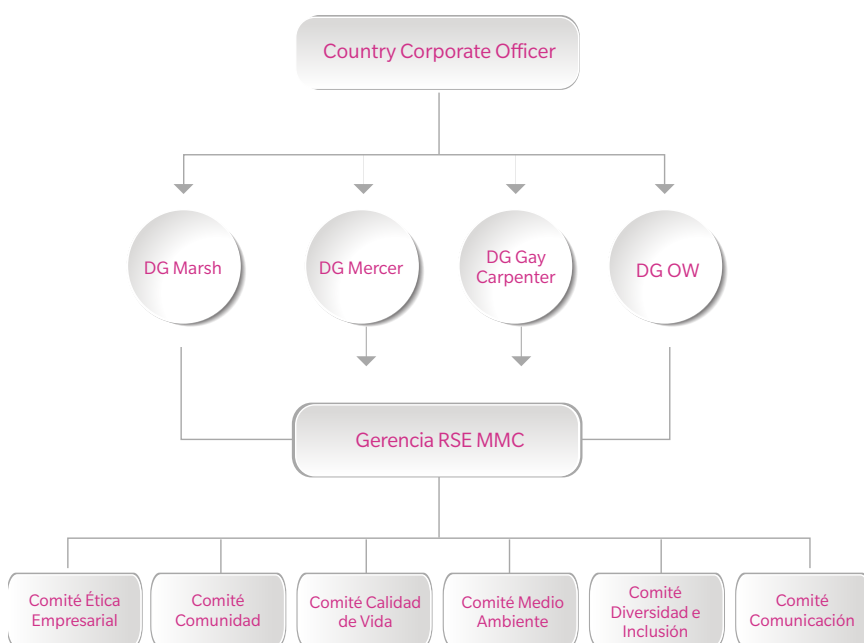 Country Corporate Officer
DG Marsh
DG Mercer
DG Gay
Carpenter
DG OW
Gerencia RSE MMC
Comité Ética
Empresarial
Comité
Comunidad
Comité Calidad
de Vida
Comité Medio
Ambiente
Comité
Diversidad e
Inclusión
Comité
Comunicación